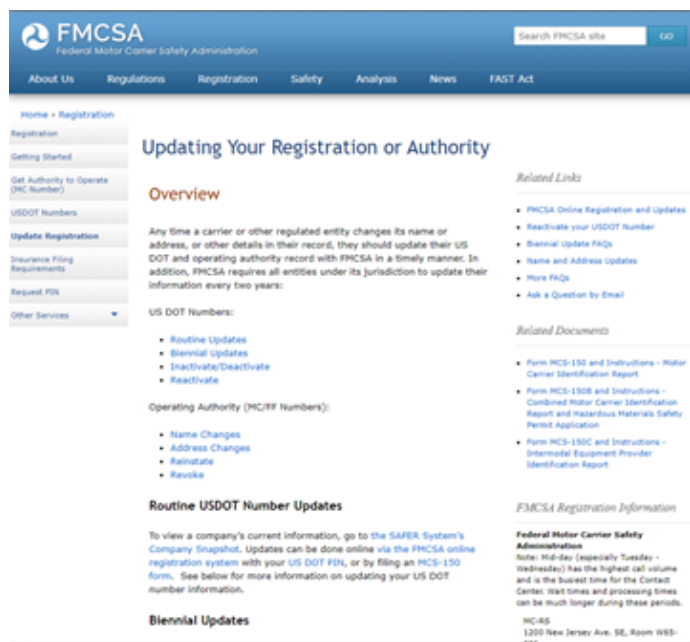 FMCSA
Federal Motor Carrier Safety Administration
Search FMCSA site
GO
About Us
Regulations
Registration
Safety
Analysis
News
FAST Act
Home » Registration
Registration
Getting Started
Get Authority to Operate
(MC Number)
USDOT Numbers
Update Registration
Insurance Filing
Requirements
Request PIN
Other Services
Updating Your Registration or Authority
Overview
Any time a carrier or other regulated entity changes its name or
address, or other details in their record, they should update their US
DOT and operating authority record with FMCSA in a timely manner. In
addition, FMCSA requires all entities under its jurisdiction to update their
information every two years:
US DOT Numbers:
• Routine Updates
• Biennial Updates
• Inactivate/Deactivate
• Reactivate
Operating Authority (MC/FF Numbers):
• Name Changes
• Address Changes
• Reinstate
• Revoke
Routine USDOT Number Updates
To view a company's current information, go to the SAFER System's
Company Snapshot. Updates can be done online via the FMCSA online
registration system with your US DOT PIN, or by filing an MCS-150
form. See below for more information on updating your US DOT
number information.
Biennial Updates
Related Links
• FMCSA Online Registration and Updates
• Reactivate your USDOT Number
• Biennial Update FAQs
• Name and Address Updates
• More FAQs
• Ask a Question by Email
Related Documents
• Form MCS-150 and Instructions - Motor
Carrier Identification Report
• Form MCS-150B and Instructions -
Combined Motor Carrier Identification
Report and Hazardous Materials Safety
Permit Application
• Form MCS-150C and Instructions -
Intermodal Equipment Provider
Identification Report
FMCSA Registration Information
Federal Motor Carrier Safety
Administration
Note: Mid-day (especially Tuesday -
Wednesday) has the highest call volume
and is the busiest time for the Contact
Center. Wait times and processing times
can be much longer during these periods.
MC-RS
1200 New Jersey Ave. SE, Room W65-